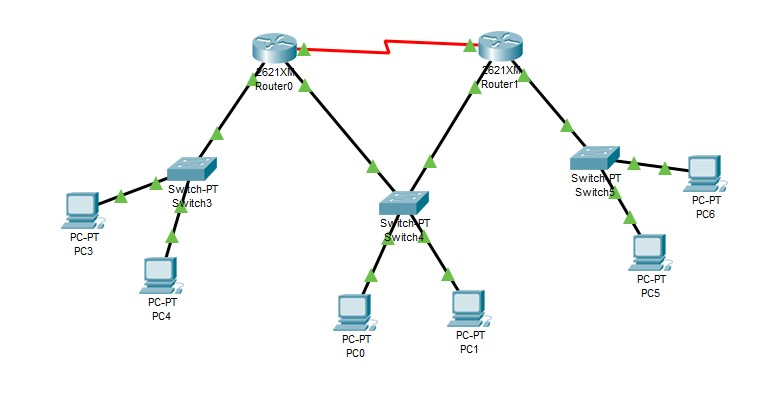 2621XM
Router0
2621XM
Router1
Switch-PT
Switch3
Switch-PT
Switch5
PC-PT
PC6
PC-PT
PC3
Switch-PT
Switch4
PC-PT
PC4
PC-PT
PC5
PC-PT
PC0
PC-PT
PC1